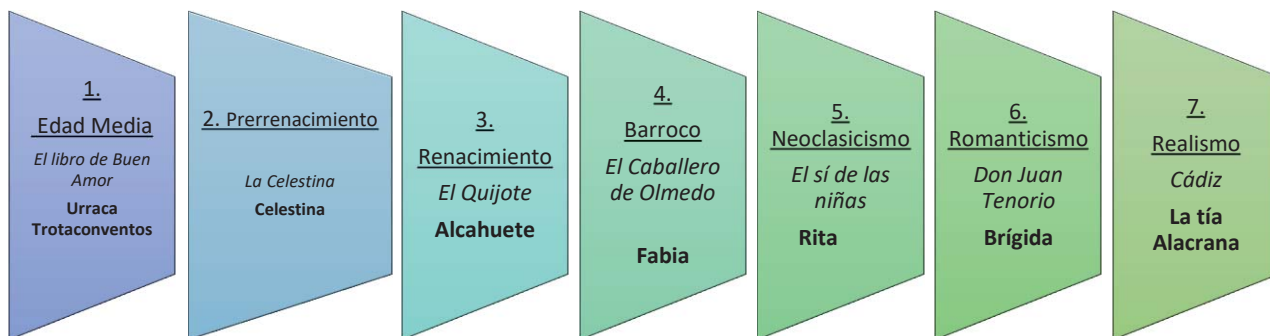 1.
Edad Media
El libro de Buen
Amor
Urraca
Trotaconventos
2. Prerrenacimiento
La Celestina
Celestina
3.
Renacimiento
El Quijote
Alcahuete
4.
Barroco
El Caballero
de Olmedo
Fabia
5.
Neoclasicismo
El sí de las
niñas
Rita
6.
Romanticismo
Don Juan
Tenorio
Brígida
7.
Realismo
Cádiz
La tía
Alacrana